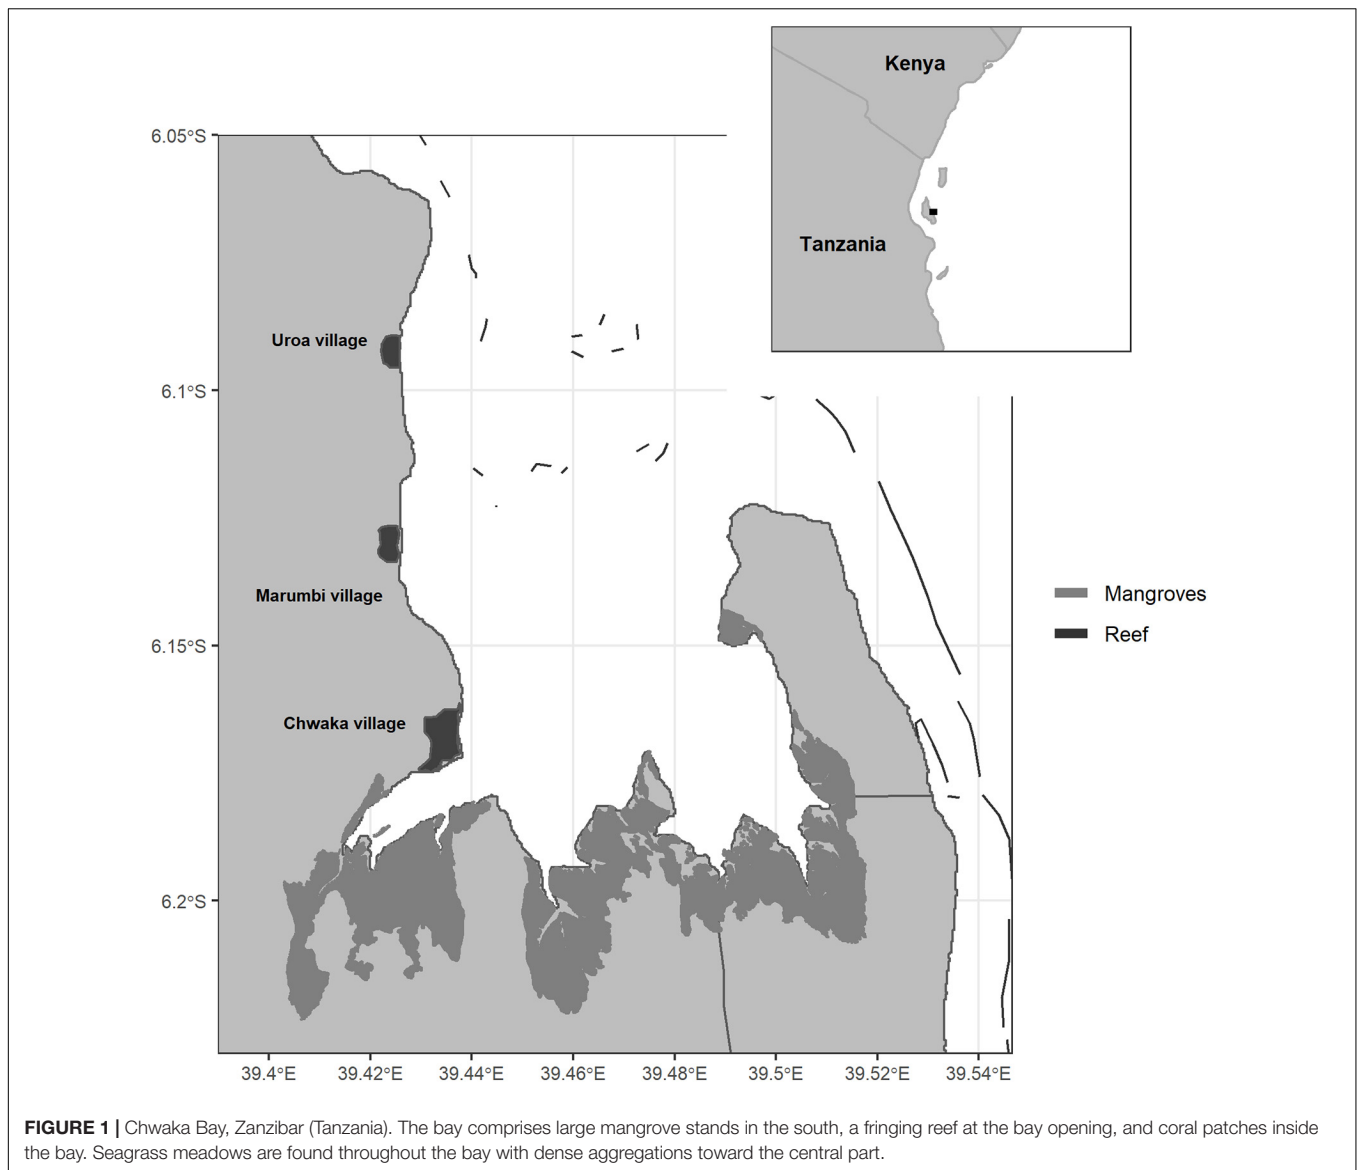 Kenya
Tanzania
6.05°S
Uroa village
6.1°S
Marumbi village
6.15°S
Chwaka village
6.2°S
Mangroves
Reef
39.4°E 39.42°E 39.44°E 39.46°E 39.48°E 39.5°E 39.52°E 39.54°E
FIGURE 1 | Chwaka Bay, Zanzibar (Tanzania). The bay comprises large mangrove stands in the south, a fringing reef at the bay opening, and coral patches inside
the bay. Seagrass meadows are found throughout the bay with dense aggregations toward the central part.